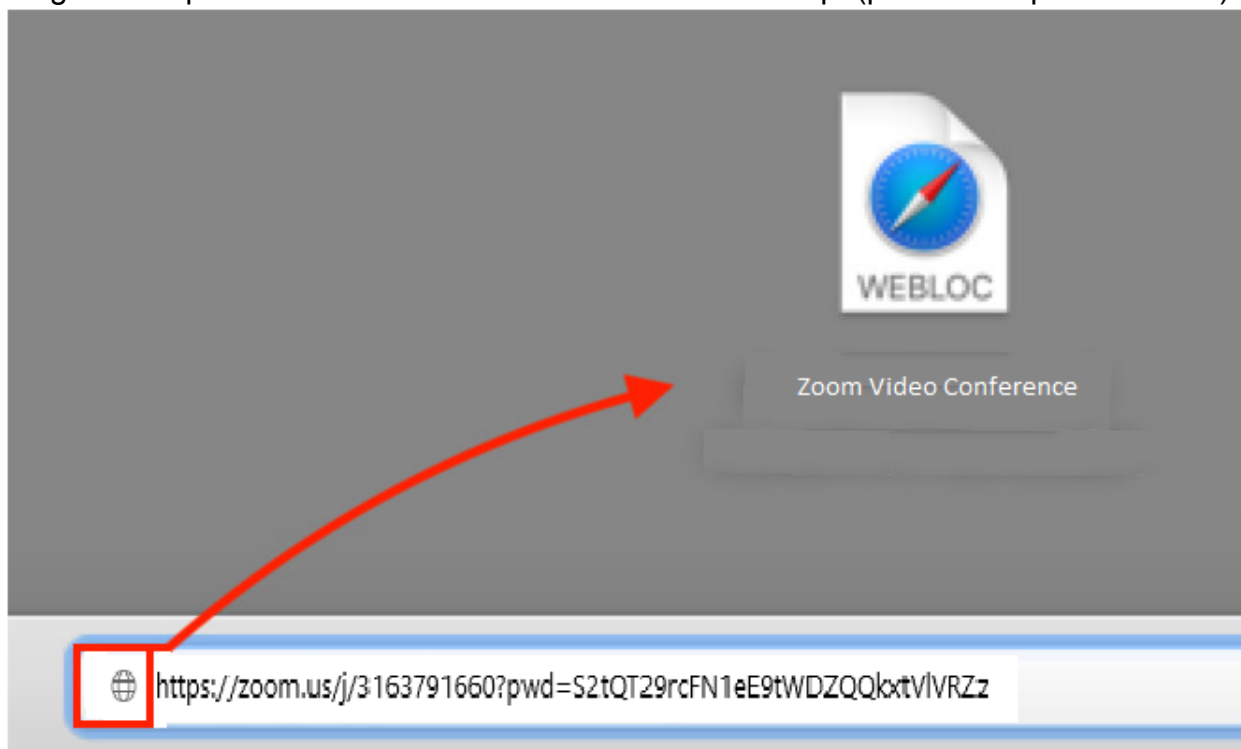 WEBLOC
Zoom Video Conference
https://zoom.us/j/3163791660?pwd=S2tQT29rcFN1eE9tWDZQQkxtVlVRZz